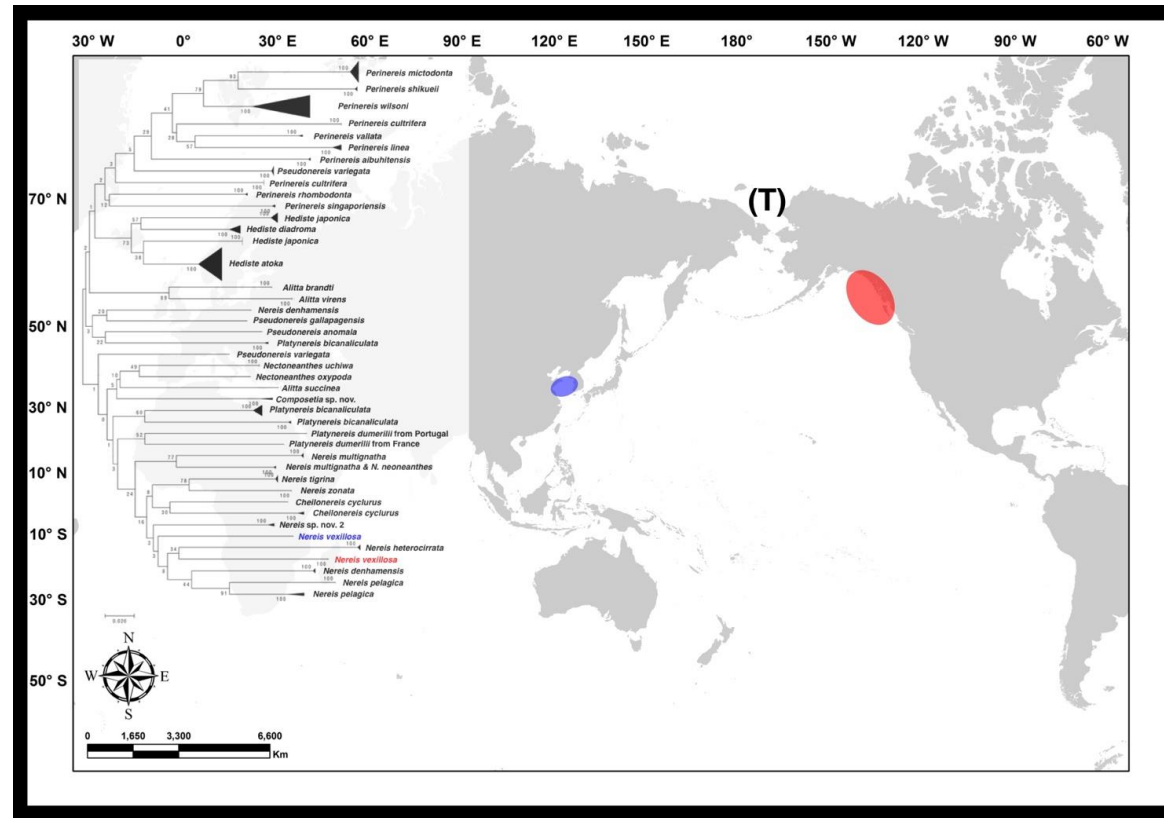 30° W 0° 30° E 60° E 90° E 120° E 150° E 180° 150° W 120° W 90° W 60° W
Perinereis mictodonta
Perinereis shikueii
Perinereis wilsoni
Perinereis cultrifera
Perinereis vallata
Perinereis linea
Perinereis aibuhitensis
Pseudonereis variegata
Perinereis cultrifera
Perinereis rhombodonta
70° N
(T)
Perinereis singaporiensis
Hediste japonica
Hediste diadroma
Hediste japonica
Hediste atoka
Alitta brandti
Alitta virens
Nereis denhamensis
Pseudonereis gallapagensis
50° N
Pseudonereis anomala
Platynereis bicanaliculata
Pseudonereis variegata
Nectoneanthes uchiwa
Nectoneanthes oxypoda
Alitta succinea
Composetia sp. nov.
30° N
Platynereis bicanaliculata
Platynereis bicanaliculata
Platynereis dumerilii from Portugal
Platynereis dumerilii from France
Nereis multignatha
Nereis multignatha & N. neoneanthes
10° N
Nereis tigrina
Nereis zonata
Cheilonereis cyclurus
Cheilonereis cyclurus
Nereis sp. nov. 2
10° S
Nereis vexillosa
Nereis heterocirrata
Nereis vexillosa
Nereis denhamensis
Nereis pelagica
Nereis pelagica
30° S
0.020
N
W E
S
50° S
0 1,650 3,300 6,600
Km